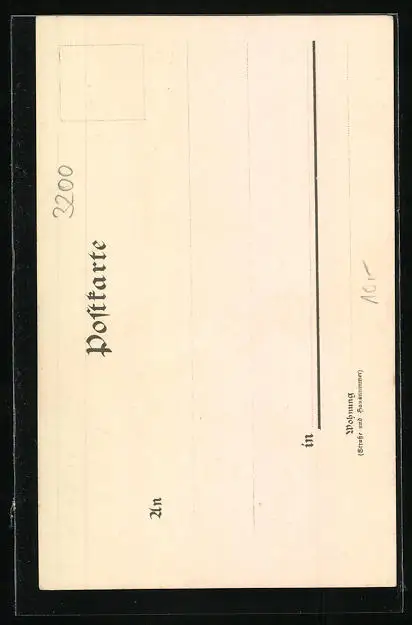 3200
Postkarte
An
in
Wohnung
(Straße und Hausnummer)
10,-